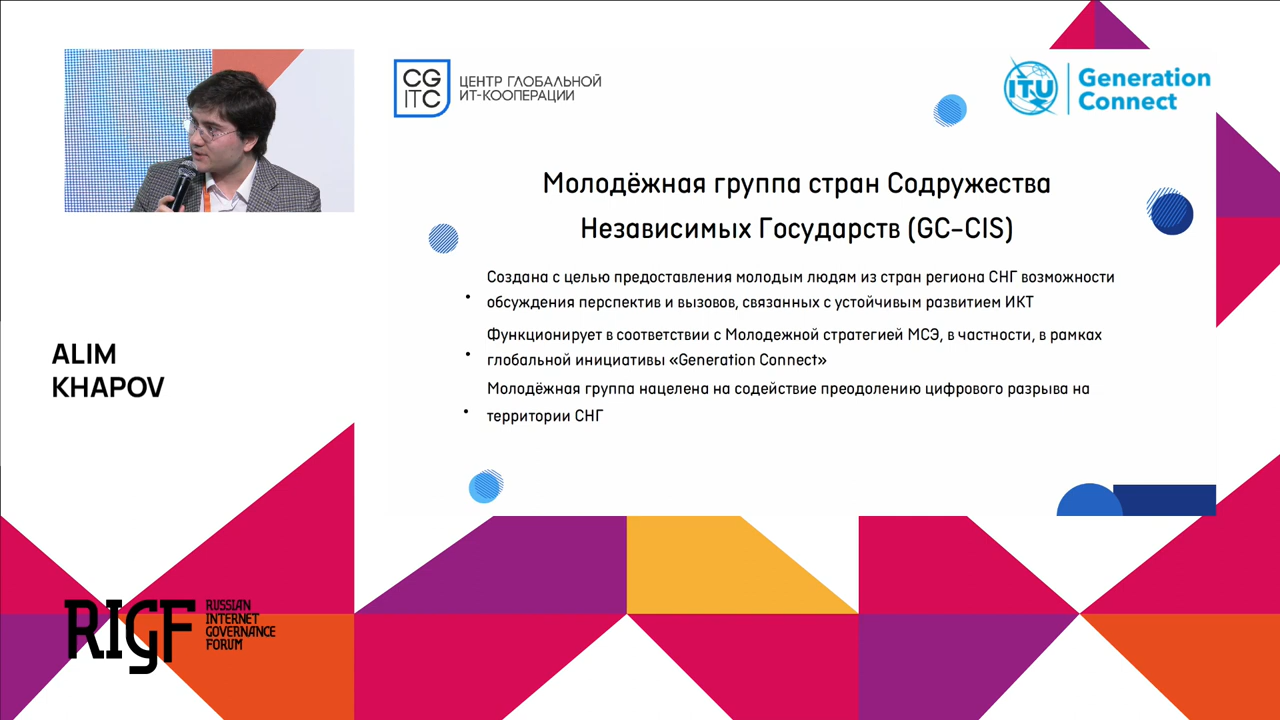 CG
ITC
ЦЕНТР ГЛОБАЛЬНОЙ
ИТ-КООПЕРАЦИИ
ITU
Generation
Connect
Молодёжная группа стран Содружества
Независимых Государств (GC-CIS)
• Создана с целью предоставления молодым людям из стран региона СНГ возможности
обсуждения перспектив и вызовов, связанных с устойчивым развитием ИКТ
• Функционирует в соответствии с Молодежной стратегией МСЭ, в частности, в рамках
глобальной инициативы «Generation Connect»
• Молодёжная группа нацелена на содействие преодолению цифрового разрыва на
территории СНГ
ALIM
KHAPOV
RIGF
RUSSIAN
INTERNET
GOVERNANCE
FORUM